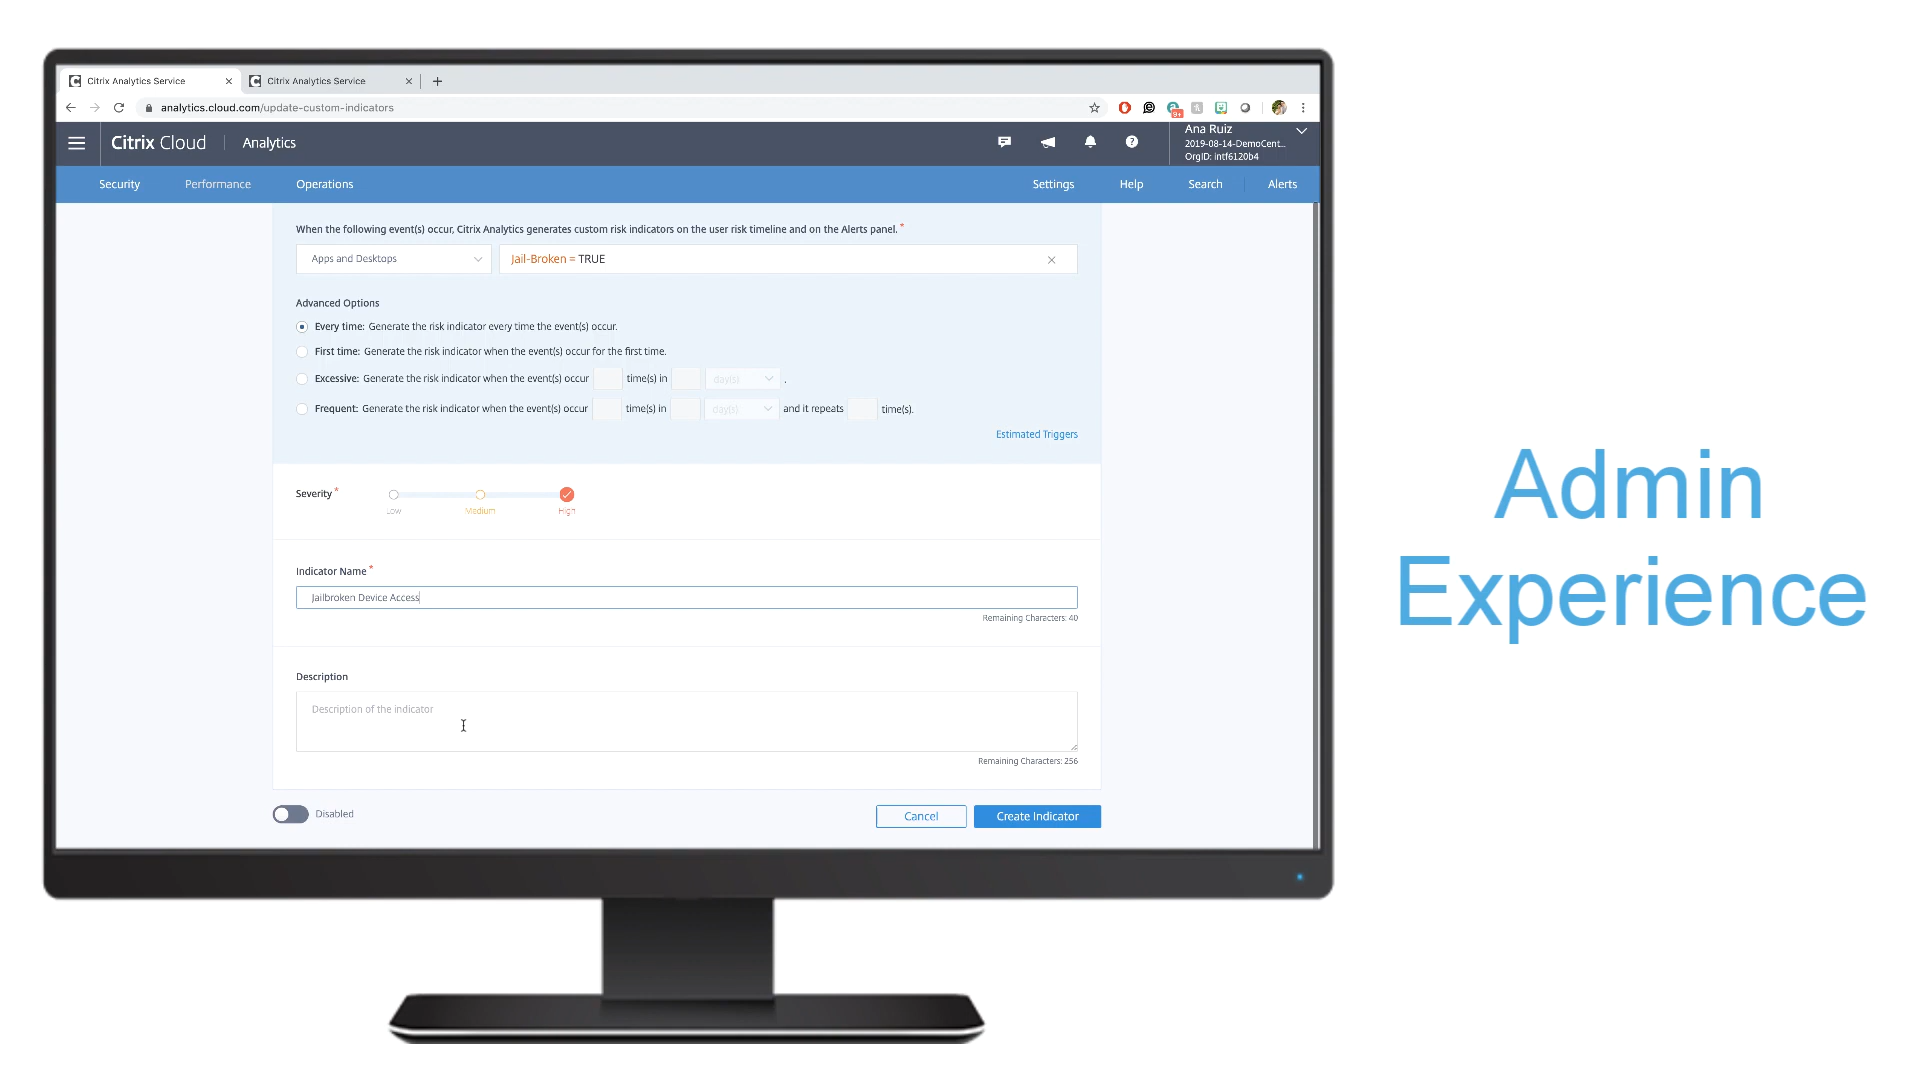 Citrix Analytics Service
Citrix Analytics Service
analytics.cloud.com/update-custom-indicators
Citrix Cloud
Analytics
Ana Ruiz
2019-08-14-DemoCent...
OrgID: intf6120b4
Security
Performance
Operations
Settings
Help
Search
Alerts
When the following event(s) occur, Citrix Analytics generates custom risk indicators on the user risk timeline and on the Alerts panel. *
Apps and Desktops
Jail-Broken = TRUE
Advanced Options
Every time: Generate the risk indicator every time the event(s) occur.
First time: Generate the risk indicator when the event(s) occur for the first time.
Excessive: Generate the risk indicator when the event(s) occur time(s) in day(s) .
Frequent: Generate the risk indicator when the event(s) occur time(s) in day(s) and it repeats time(s).
Estimated Triggers
Severity *
Low
Medium
High
Indicator Name *
Jailbroken Device Access
Remaining Characters: 40
Description
Description of the indicator
Remaining Characters: 256
Disabled
Cancel
Create Indicator
Admin
Experience